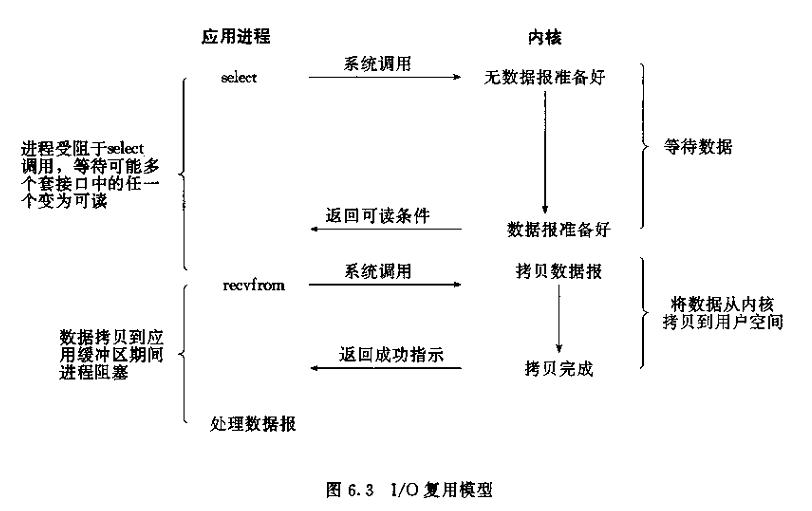 应用进程
内核
select
系统调用
无数据报准备好
进程受阻于select
调用，等待可能多
个套接口中的任一
个变为可读
等待数据
返回可读条件
数据报准备好
recvfrom
系统调用
拷贝数据报
数据拷贝到应
用缓冲区期间
进程阻塞
将数据从内核
拷贝到用户空间
返回成功指示
拷贝完成
处理数据报
图 6.3 I/O 复用模型